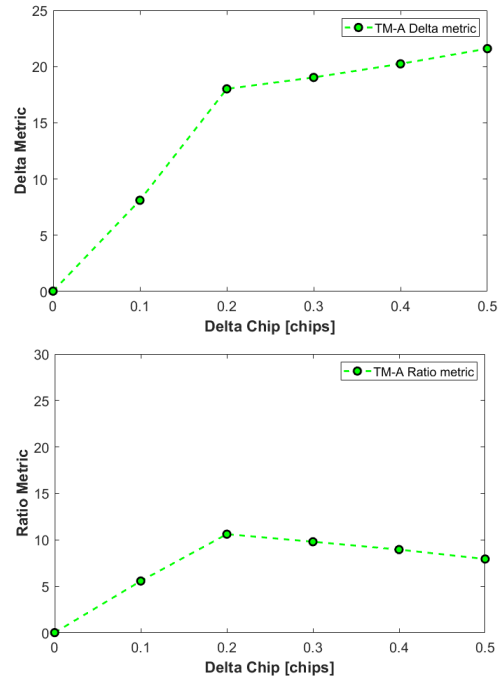 25
TM-A Delta metric
20
15
10
5
0
Delta Metric
0 0.1 0.2 0.3 0.4 0.5
Delta Chip [chips]
30
TM-A Ratio metric
25
20
15
10
5
0
Ratio Metric
0 0.1 0.2 0.3 0.4 0.5
Delta Chip [chips]